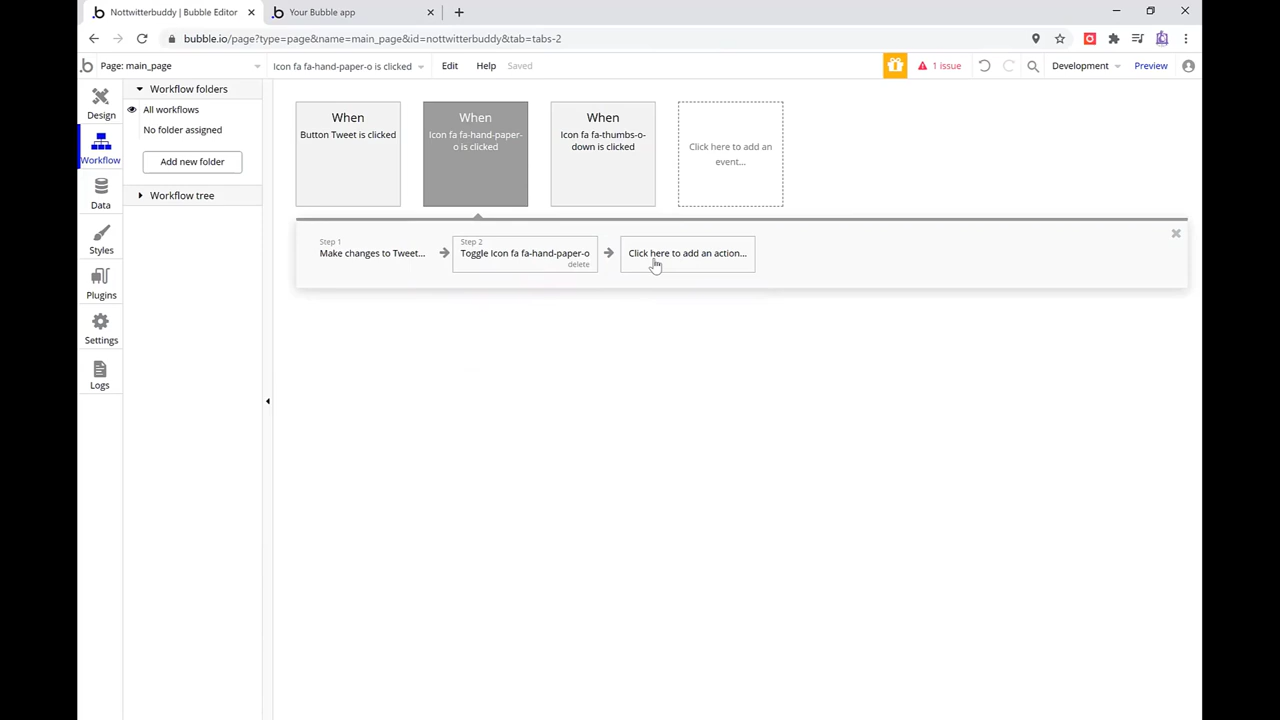 Nottwitterbuddy | Bubble Editor
Your Bubble app
bubble.io/page?type=page&name=main_page&id=nottwitterbuddy&tab=tabs-2
Page: main_page
Icon fa fa-hand-paper-o is clicked
Edit
Help
Saved
1 issue
Development
Preview
Design
Workflow
Data
Styles
Plugins
Settings
Logs
Workflow folders
All workflows
No folder assigned
Add new folder
Workflow tree
When
Button Tweet is clicked
When
Icon fa fa-hand-paper-
o is clicked
When
Icon fa fa-thumbs-o-
down is clicked
Click here to add an
event...
Step 1
Make changes to Tweet...
Step 2
Toggle Icon fa fa-hand-paper-o
delete
Click here to add an action...